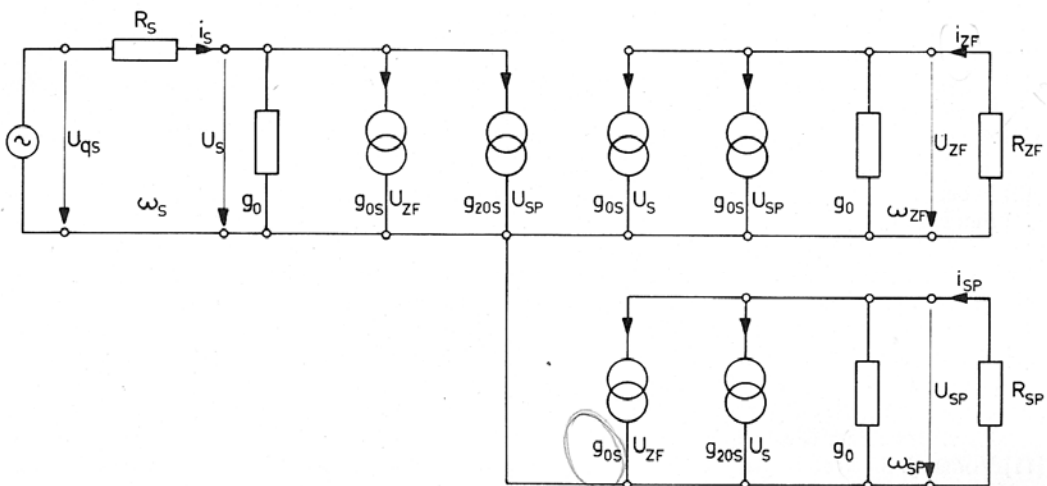 R_S
i_S
i_ZF
~
U_qS
U_S
U_ZF
R_ZF
ω_S
g_0
g_0S U_ZF
g_20S U_SP
g_0S U_S
g_0S U_SP
g_0
ω_ZF
i_SP
U_SP
R_SP
g_0S U_ZF
g_20S U_S
g_0
ω_SP